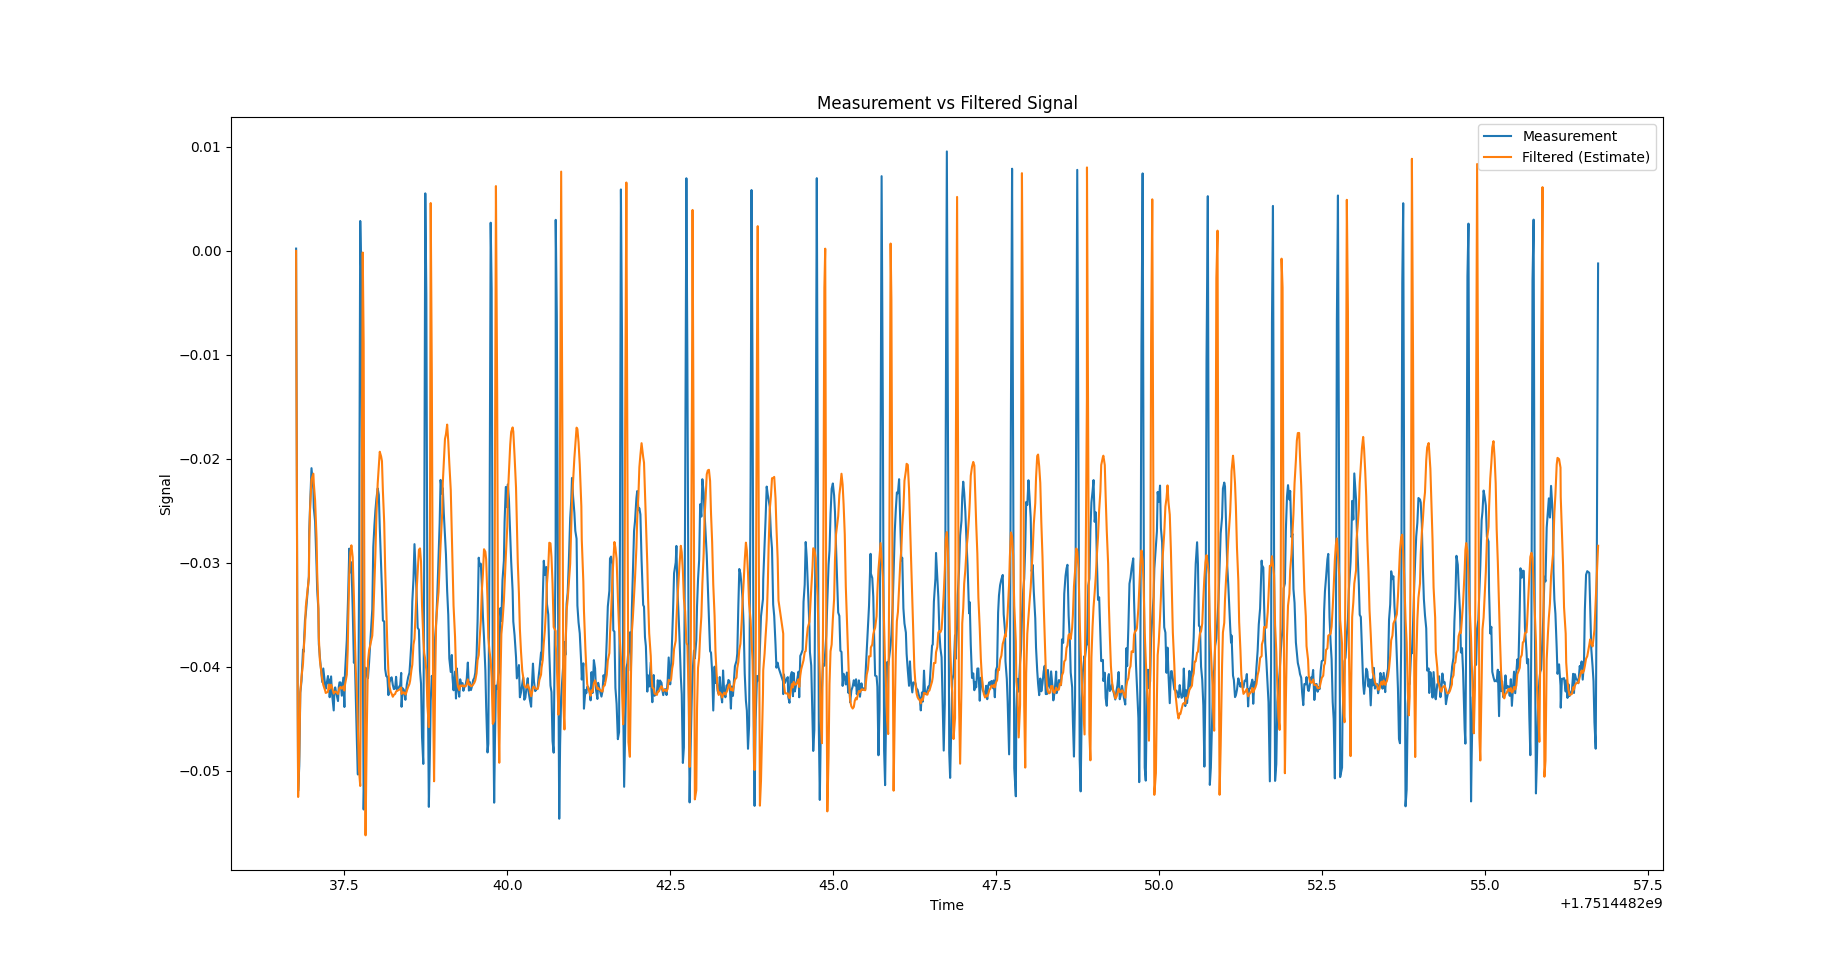 Measurement vs Filtered Signal
Measurement
Filtered (Estimate)
0.01
0.00
−0.01
−0.02
−0.03
−0.04
−0.05
Signal
37.5 40.0 42.5 45.0 47.5 50.0 52.5 55.0 57.5
Time
+1.7514482e9